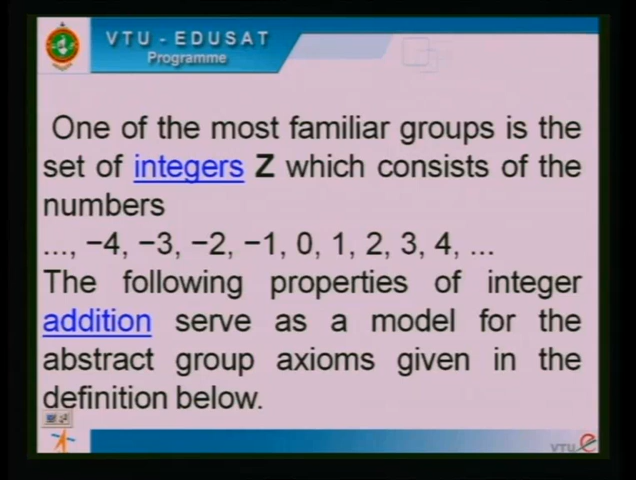 VTU - EDUSAT
Programme
One of the most familiar groups is the
set of integers Z which consists of the
numbers
..., −4, −3, −2, −1, 0, 1, 2, 3, 4, ...
The following properties of integer
addition serve as a model for the
abstract group axioms given in the
definition below.
VTU e